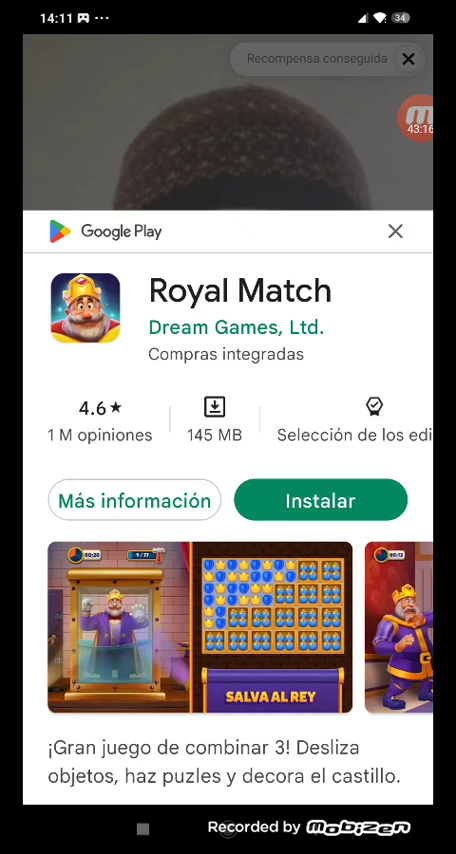 14:11
34
Recompensa conseguida
43:16
Google Play
Royal Match
Dream Games, Ltd.
Compras integradas
4.6★
1 M opiniones
145 MB
Selección de los edi
Más información
Instalar
00:20
9/77
00:12
SALVA AL REY
¡Gran juego de combinar 3! Desliza
objetos, haz puzles y decora el castillo.
Recorded by mobizen